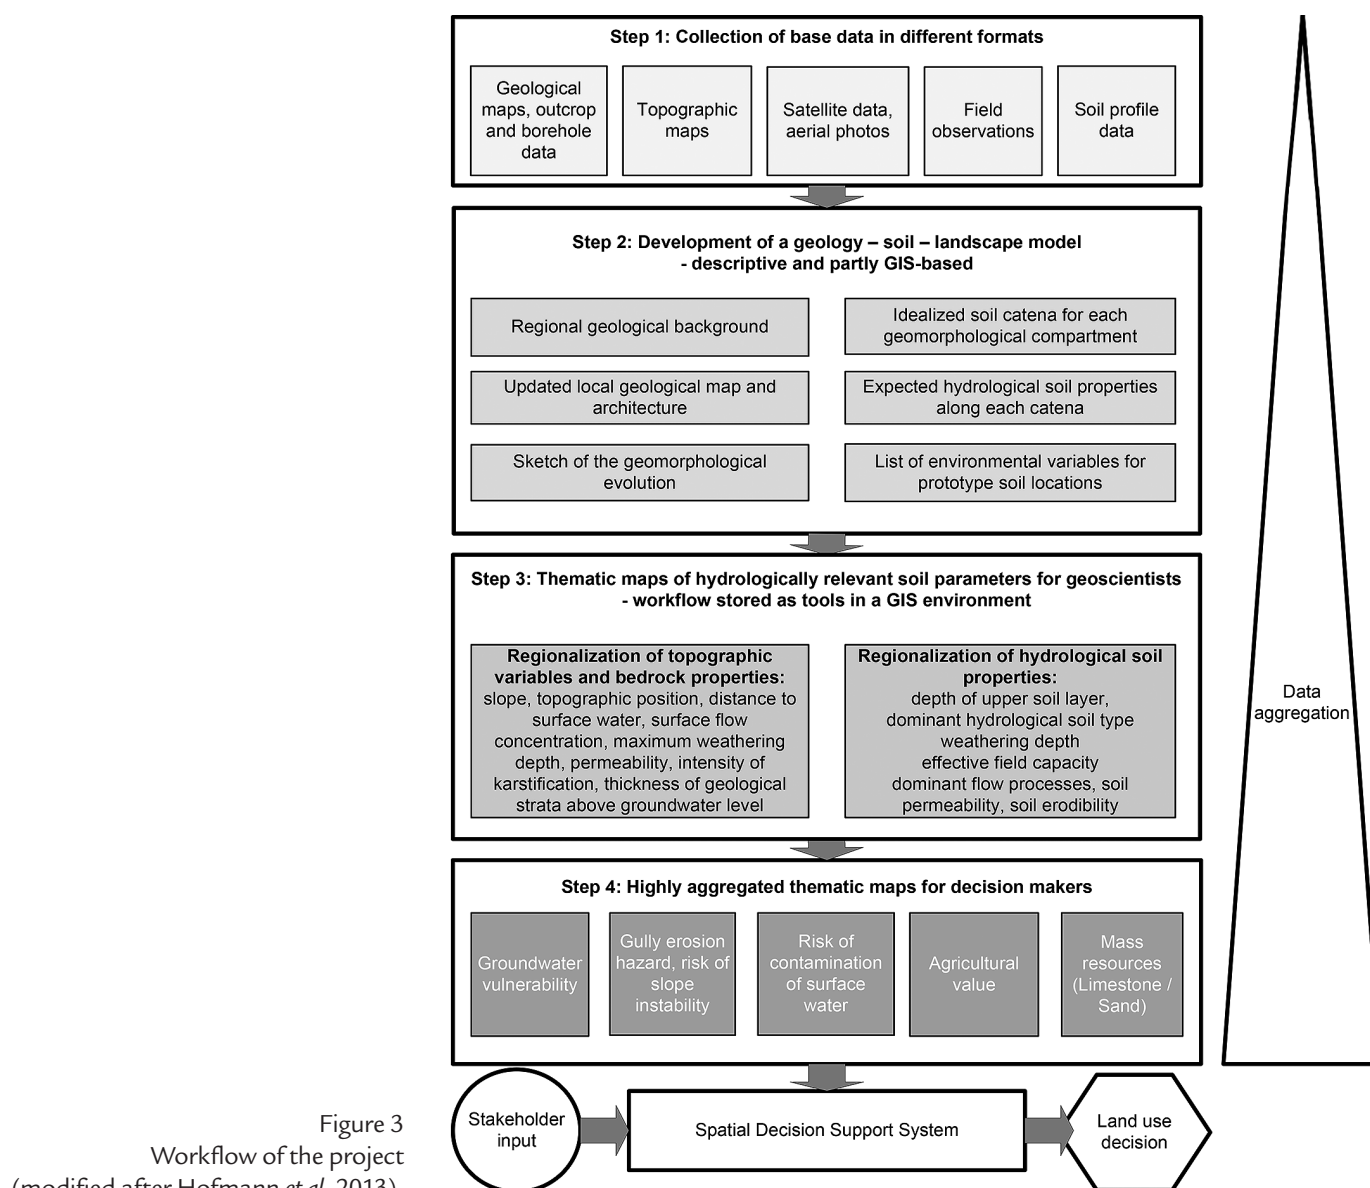 Step 1: Collection of base data in different formats
Geological
maps, outcrop
and borehole
data
Topographic
maps
Satellite data,
aerial photos
Field
observations
Soil profile
data
Step 2: Development of a geology – soil – landscape model
- descriptive and partly GIS-based
Regional geological background
Idealized soil catena for each
geomorphological compartment
Updated local geological map and
architecture
Expected hydrological soil properties
along each catena
Sketch of the geomorphological
evolution
List of environmental variables for
prototype soil locations
Step 3: Thematic maps of hydrologically relevant soil parameters for geoscientists
- workflow stored as tools in a GIS environment
Regionalization of topographic
variables and bedrock properties:
slope, topographic position, distance to
surface water, surface flow
concentration, maximum weathering
depth, permeability, intensity of
karstification, thickness of geological
strata above groundwater level
Regionalization of hydrological soil
properties:
depth of upper soil layer,
dominant hydrological soil type
weathering depth
effective field capacity
dominant flow processes, soil
permeability, soil erodibility
Data
aggregation
Step 4: Highly aggregated thematic maps for decision makers
Groundwater
vulnerability
Gully erosion
hazard, risk of
slope
instability
Risk of
contamination
of surface
water
Agricultural
value
Mass
resources
(Limestone /
Sand)
Stakeholder
input
Spatial Decision Support System
Land use
decision
Figure 3
Workflow of the project
(modified after Hofmann et al. 2013)